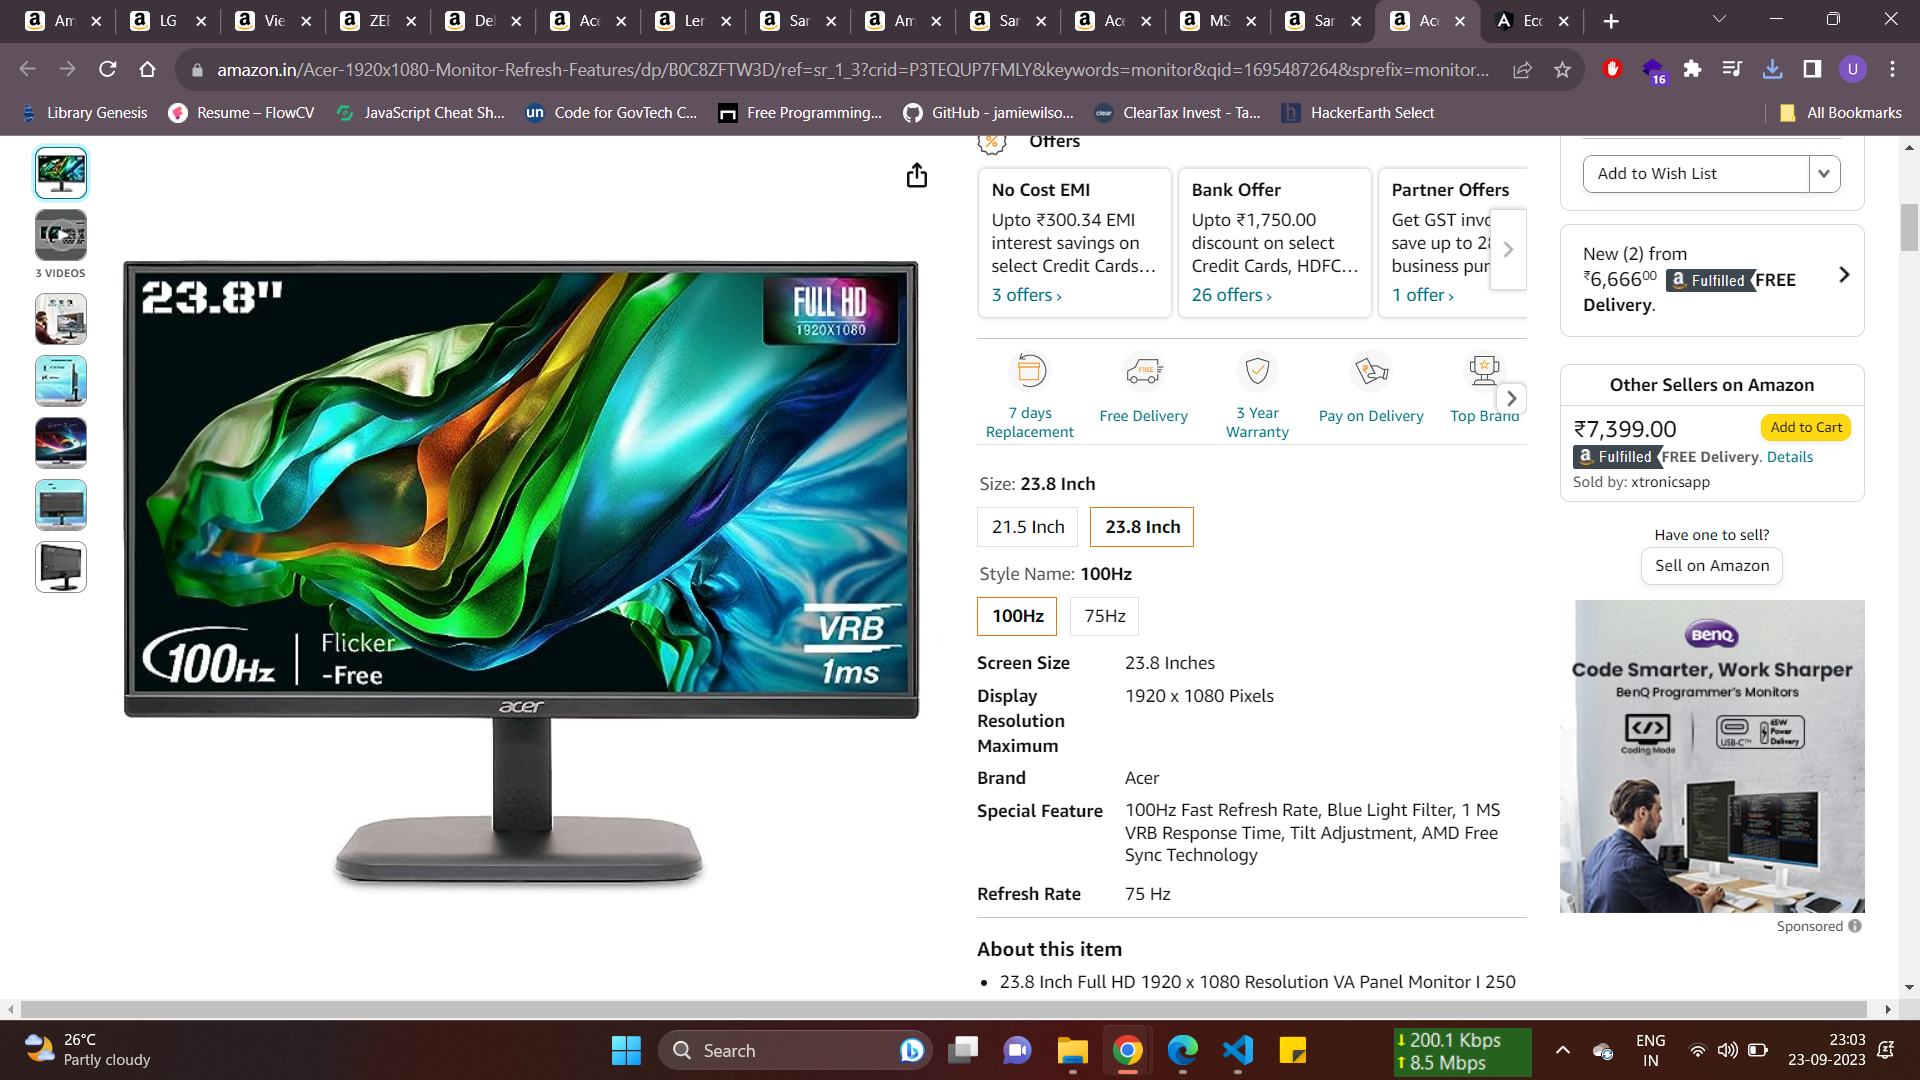 Am
LG
Vie
ZEI
Del
Ace
Ler
Sar
Am
Sar
Ace
MS
Sar
Ace
Ecc
amazon.in/Acer-1920x1080-Monitor-Refresh-Features/dp/B0C8ZFTW3D/ref=sr_1_3?crid=P3TEQUP7FMLY&keywords=monitor&qid=1695487264&sprefix=monitor...
16
U
Library Genesis
Resume – FlowCV
JavaScript Cheat Sh...
un
Code for GovTech C...
Free Programming...
GitHub - jamiewilso...
clear
ClearTax Invest - Ta...
h
HackerEarth Select
All Bookmarks
3 VIDEOS
23.8"
FULL HD
1920X1080
100Hz
Flicker
-Free
VRB
1ms
acer
Offers
No Cost EMI
Upto ₹300.34 EMI
interest savings on
select Credit Cards...
3 offers ›
Bank Offer
Upto ₹1,750.00
discount on select
Credit Cards, HDFC...
26 offers ›
Partner Offers
Get GST invo
save up to 28
business pur
1 offer ›
7 days
Replacement
FREE
Free Delivery
3 Year
Warranty
Pay on Delivery
Top Brand
Size: 23.8 Inch
21.5 Inch
23.8 Inch
Style Name: 100Hz
100Hz
75Hz
Screen Size 23.8 Inches
Display 1920 x 1080 Pixels
Resolution
Maximum
Brand Acer
Special Feature 100Hz Fast Refresh Rate, Blue Light Filter, 1 MS
VRB Response Time, Tilt Adjustment, AMD Free
Sync Technology
Refresh Rate 75 Hz
About this item
• 23.8 Inch Full HD 1920 x 1080 Resolution VA Panel Monitor I 250
Add to Wish List
New (2) from
₹6,666⁰⁰ a Fulfilled FREE
Delivery.
Other Sellers on Amazon
₹7,399.00
Add to Cart
a Fulfilled FREE Delivery. Details
Sold by: xtronicsapp
Have one to sell?
Sell on Amazon
BenQ
Code Smarter, Work Sharper
BenQ Programmer's Monitors
</>
Coding Mode
USB-C™
65W
Power
Delivery
Sponsored
26°C
Partly cloudy
Search
200.1 Kbps
8.5 Mbps
ENG
IN
23:03
23-09-2023